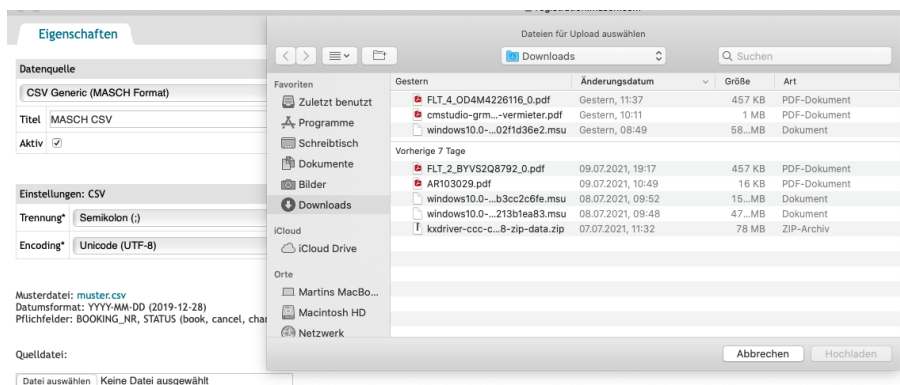 Eigenschaften
Datenquelle
CSV Generic (MASCH Format)
Titel MASCH CSV
Aktiv
Einstellungen: CSV
Trennung* Semikolon (;)
Encoding* Unicode (UTF-8)
Musterdatei: muster.csv
Datumsformat: YYYY-MM-DD (2019-12-28)
Pflichfelder: BOOKING_NR, STATUS (book, cancel, char
Quelldatei:
Datei auswählen Keine Datei ausgewählt
Dateien für Upload auswählen
Downloads
Suchen
Favoriten
Zuletzt benutzt
Programme
Schreibtisch
Dokumente
Bilder
Downloads
iCloud
iCloud Drive
Orte
Martins MacBo...
Macintosh HD
Netzwerk
Gestern Änderungsdatum Größe Art
FLT_4_OD4M4226116_0.pdf Gestern, 11:37 457 KB PDF-Dokument
cmstudio-grm...-vermieter.pdf Gestern, 10:11 1 MB PDF-Dokument
windows10.0-...02f1d36e2.msu Gestern, 08:49 58...MB Dokument
Vorherige 7 Tage
FLT_2_BYVS2Q8792_0.pdf 09.07.2021, 19:17 457 KB PDF-Dokument
AR103029.pdf 09.07.2021, 10:49 16 KB PDF-Dokument
windows10.0-...b3cc2c6fe.msu 08.07.2021, 09:52 15...MB Dokument
windows10.0-...213b1ea83.msu 08.07.2021, 09:48 47...MB Dokument
kxdriver-ccc-c...8-zip-data.zip 07.07.2021, 11:32 78 MB ZIP-Archiv
Abbrechen Hochladen